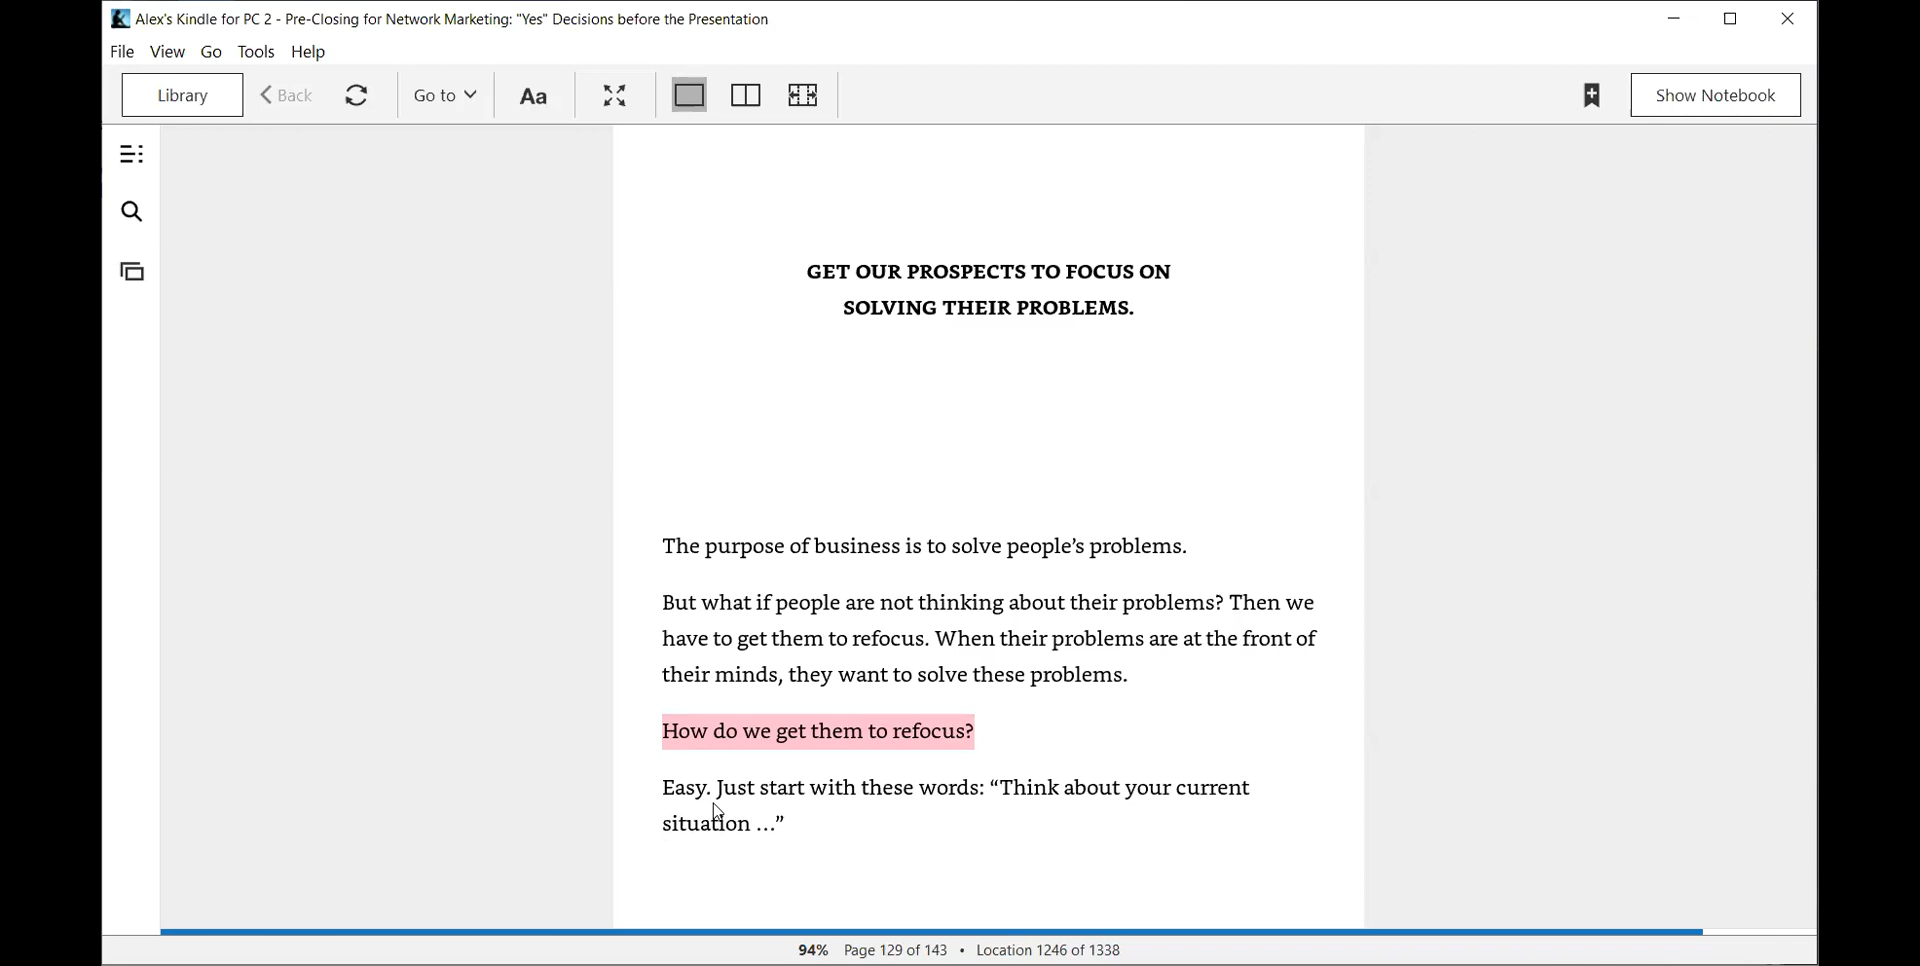 Alex's Kindle for PC 2 - Pre-Closing for Network Marketing: "Yes" Decisions before the Presentation
File View Go Tools Help
Library Back Go to Aa Show Notebook
GET OUR PROSPECTS TO FOCUS ON
SOLVING THEIR PROBLEMS.
The purpose of business is to solve people’s problems.
But what if people are not thinking about their problems? Then we
have to get them to refocus. When their problems are at the front of
their minds, they want to solve these problems.
How do we get them to refocus?
Easy. Just start with these words: “Think about your current
situation …”
94% Page 129 of 143 • Location 1246 of 1338